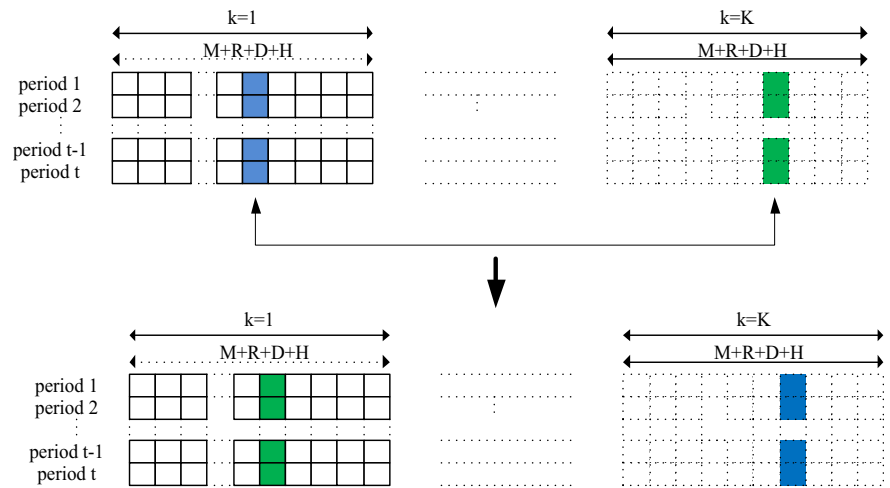 k=1
k=K
M+R+D+H
M+R+D+H
period 1
period 2
period t-1
period t
k=1
k=K
M+R+D+H
M+R+D+H
period 1
period 2
period t-1
period t